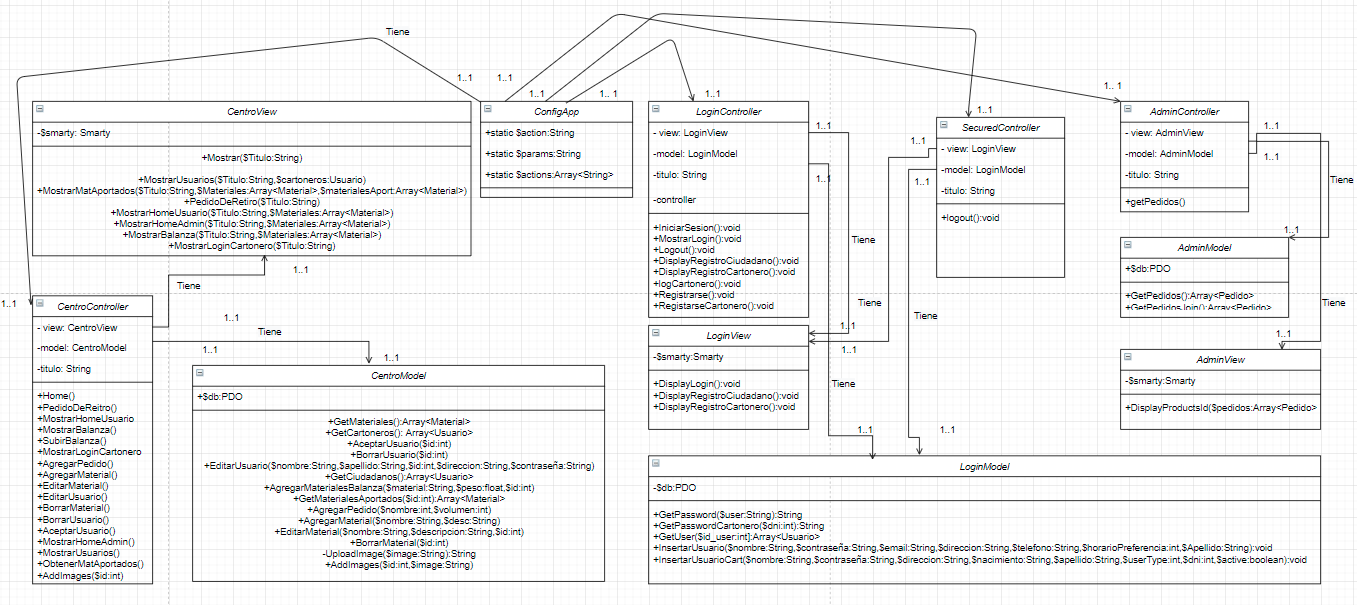 Tiene
1..1
1..1
1..1
1.. 1
1..1
1.. 1
1..1
CentroView
-$smarty: Smarty
+Mostrar($Titulo:String)
+MostrarUsuarios($Titulo:String,$cartoneros:Usuario)
+MostrarMatAportados($Titulo:String,$Materiales:Array<Material>,$materialesAport:Array<Material>)
+PedidoDeRetiro($Titulo:String)
+MostrarHomeUsuario($Titulo:String,$Materiales:Array<Material>)
+MostrarHomeAdmin($Titulo:String,$Materiales:Array<Material>)
+MostrarBalanza($Titulo:String,$Materiales:Array<Material>)
+MostrarLoginCartonero($Titulo:String)
ConfigApp
+static $action:String
+static $params:String
+static $actions:Array<String>
LoginController
- view: LoginView
-model: LoginModel
-titulo: String
-controller
+IniciarSesion():void
+MostrarLogin():void
+Logout():void
+DisplayRegistroCiudadano():void
+DisplayRegistroCartonero():void
+logCartonero():void
+Registrarse():void
+RegistarseCartonero():void
1..1
1..1
Tiene
Tiene
SecuredController
- view: LoginView
-model: LoginModel
-titulo: String
+logout():void
1..1
1..1
Tiene
AdminController
- view: AdminView
-model: AdminModel
-titulo: String
+getPedidos()
1..1
1..1
Tiene
1..1
AdminModel
+$db:PDO
+GetPedidos():Array<Pedido>
+GetPedidosJoin():Array<Pedido>
Tiene
1..1
AdminView
-$smarty:Smarty
+DisplayProductsId($pedidos:Array<Pedido>
1..1
Tiene
1..1
CentroController
- view: CentroView
-model: CentroModel
-titulo: String
+Home()
+PedidoDeReitro()
+MostrarHomeUsuario
+MostrarBalanza()
+SubirBalanza()
+MostrarLoginCartonero
+AgregarPedido()
+AgregarMaterial()
+EditarMaterial()
+EditarUsuario()
+BorrarMaterial()
+BorrarUsuario()
+AceptarUsuario()
+MostrarHomeAdmin()
+MostrarUsuarios()
+ObtenerMatAportados()
+AddImages($id:int)
1..1
Tiene
1..1
1..1
CentroModel
+$db:PDO
+GetMateriales():Array<Material>
+GetCartoneros(): Array<Usuario>
+AceptarUsuario($id:int)
+BorrarUsuario($id:int)
+EditarUsuario($nombre:String,$apellido:String,$id:int,$direccion:String,$contraseña:String)
+GetCiudadanos():Array<Usuario>
+AgregarMaterialesBalanza($material:String,$peso:float,$id:int)
+GetMaterialesAportados($id:int):Array<Material>
+AgregarPedido($nombre:int,$volumen:int)
+AgregarMaterial($nombre:String,$desc:String)
+EditarMaterial($nombre:String,$descripcion:String,$id:int)
+BorrarMaterial($id:int)
-UploadImage($image:String):String
+AddImages($id:int,$image:String)
LoginView
-$smarty:Smarty
+DisplayLogin():void
+DisplayRegistroCiudadano():void
+DisplayRegistroCartonero():void
1..1
1..1
Tiene
1..1
1..1
LoginModel
-$db:PDO
+GetPassword($user:String):String
+GetPasswordCartonero($dni:int):String
+GetUser($id_user:int]:Array<Usuario>
+InsertarUsuario($nombre:String,$contraseña:String,$email:String,$direccion:String,$telefono:String,$horarioPreferencia:int,$Apellido:String):void
+InsertarUsuarioCart($nombre:String,$contraseña:String,$direccion:String,$nacimiento:String,$apellido:String,$userType:int,$dni:int,$active:boolean):void